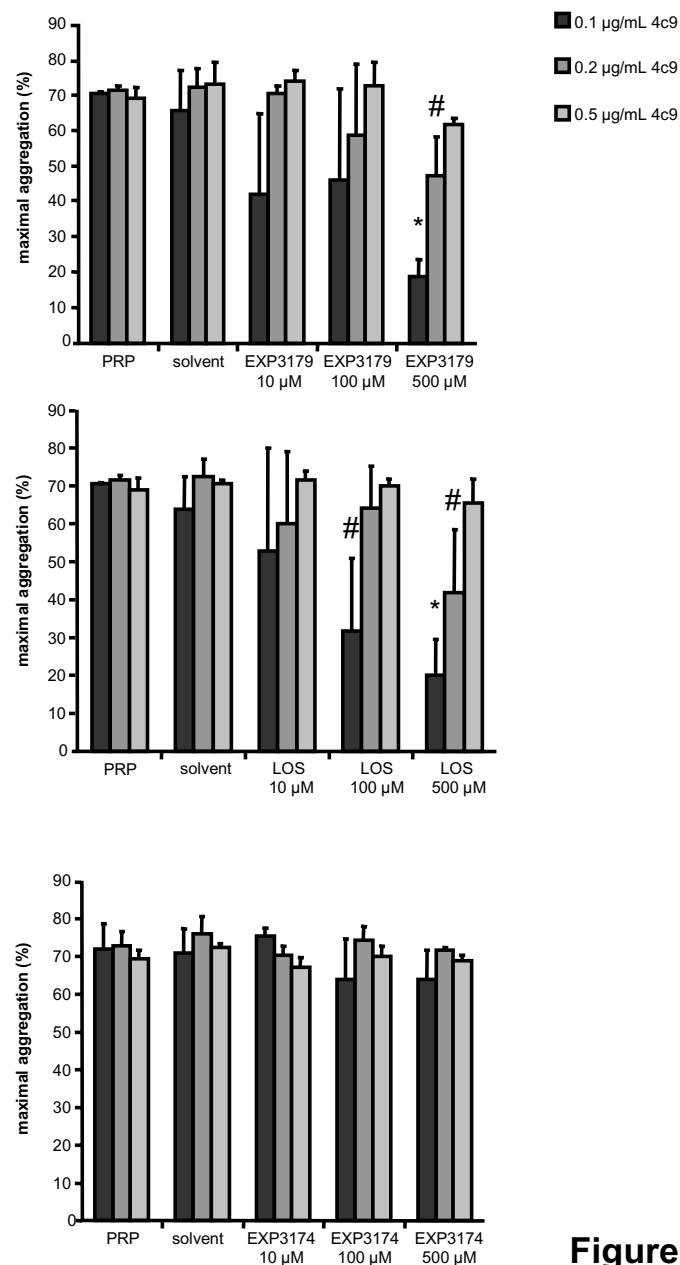 90
80
70
60
50
40
30
20
10
0
maximal aggregation (%)
PRP solvent EXP3179 EXP3179 EXP3179
10 µM 100 µM 500 µM
* #
0.1 µg/mL 4c9
0.2 µg/mL 4c9
0.5 µg/mL 4c9
90
80
70
60
50
40
30
20
10
0
maximal aggregation (%)
# * #
PRP solvent LOS LOS LOS
10 µM 100 µM 500 µM
90
80
70
60
50
40
30
20
10
0
maximal aggregation (%)
PRP solvent EXP3174 EXP3174 EXP3174
10 µM 100 µM 500 µM
Figure